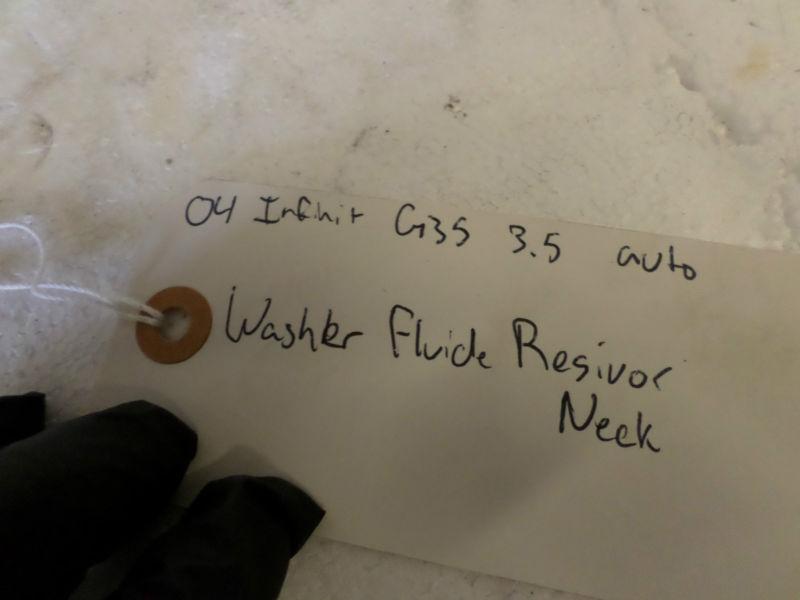 04 Infinit G35 3.5 auto
Washer Fluide Resivor
Neck